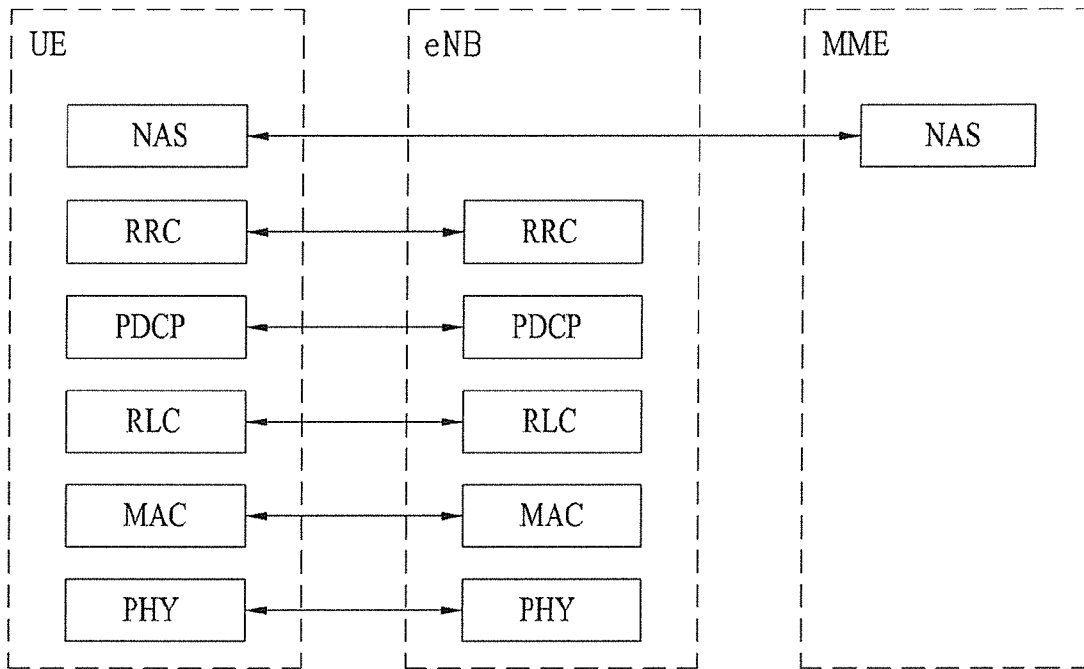 UE eNB MME
NAS NAS
RRC RRC
PDCP PDCP
RLC RLC
MAC MAC
PHY PHY